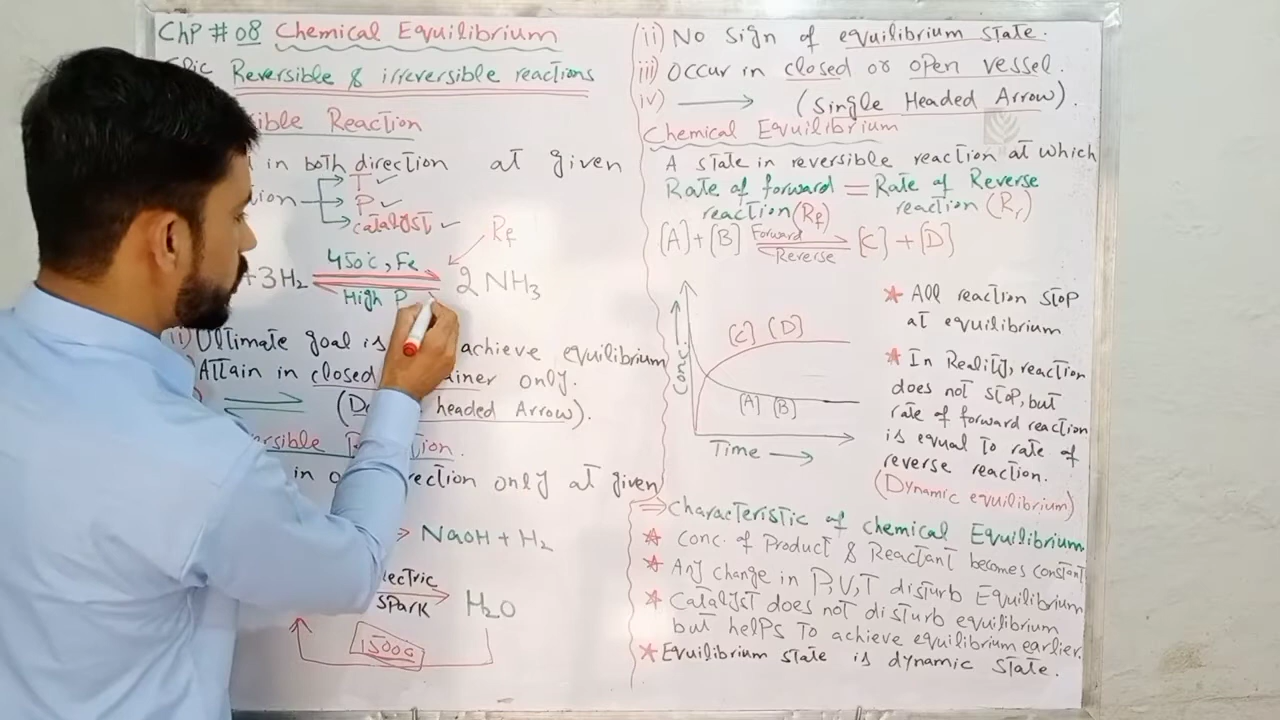 ChP # 08 Chemical Equilibrium
Reversible & irreversible reactions
sible Reaction
in both direction at given
tion T
P
catalyst
Rf
+3H₂ 450°C, Fe 2NH₃
High P
ii) Ultimate goal is achieve equilibrium
Attain in closed ainer only.
headed Arrow).
ersible
in ection only at given
NaOH + H₂
lectric
SPARK H₂O
1500c
ii) No sign of equilibrium state.
iii) Occur in closed or open vessel.
iv) ⟶ (Single Headed Arrow).
Chemical Equilibrium
A state in reversible reaction at which
Rate of forward = Rate of Reverse
reaction (Rf) reaction (Rr)
[A]+[B] Forward [C]+[D]
Reverse
[C] [D]
[A] [B]
Conc.
Time ⟶
* All reaction stop
at equilibrium
* In Reality, reaction
does not stop, but
rate of forward reaction
is equal to rate of
reverse reaction.
(Dynamic equilibrium)
⇒ Characteristic of chemical Equilibrium
* Conc. of Product & Reactant becomes constant
* Any change in P,V,T disturb Equilibrium
* Catalyst does not disturb equilibrium
but helps to achieve equilibrium earlier.
* Equilibrium state is dynamic state.